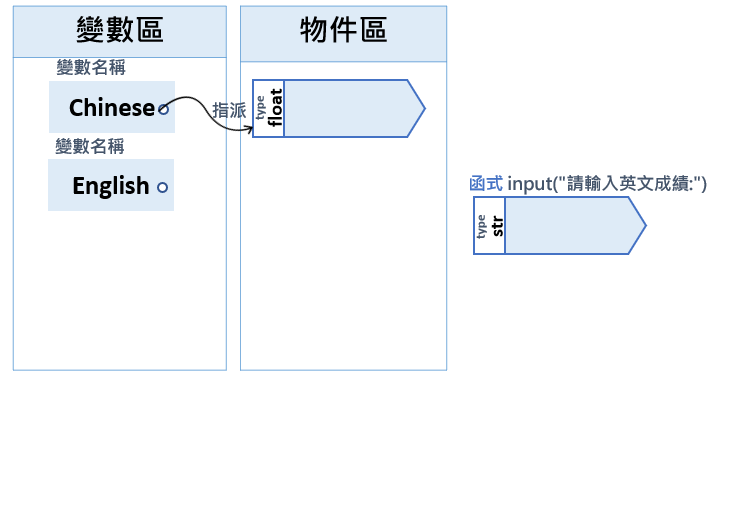 變數區
物件區
變數名稱
Chinese
指派
type
float
變數名稱
English
函式 input("請輸入英文成績:")
type
str